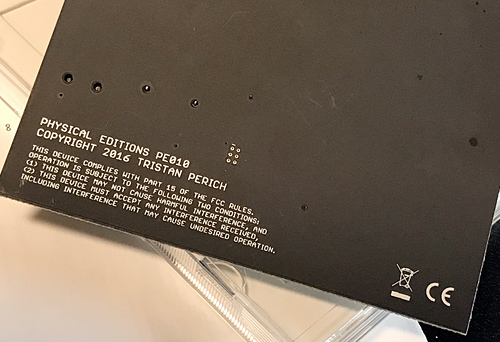 PHYSICAL EDITIONS PE010
COPYRIGHT 2016 TRISTAN PERICH
THIS DEVICE COMPLIES WITH PART 15 OF THE FCC RULES.
OPERATION IS SUBJECT TO THE FOLLOWING TWO CONDITIONS:
(1) THIS DEVICE MAY NOT CAUSE HARMFUL INTERFERENCE, AND
(2) THIS DEVICE MUST ACCEPT ANY INTERFERENCE RECEIVED,
INCLUDING INTERFERENCE THAT MAY CAUSE UNDESIRED OPERATION.
CE
8